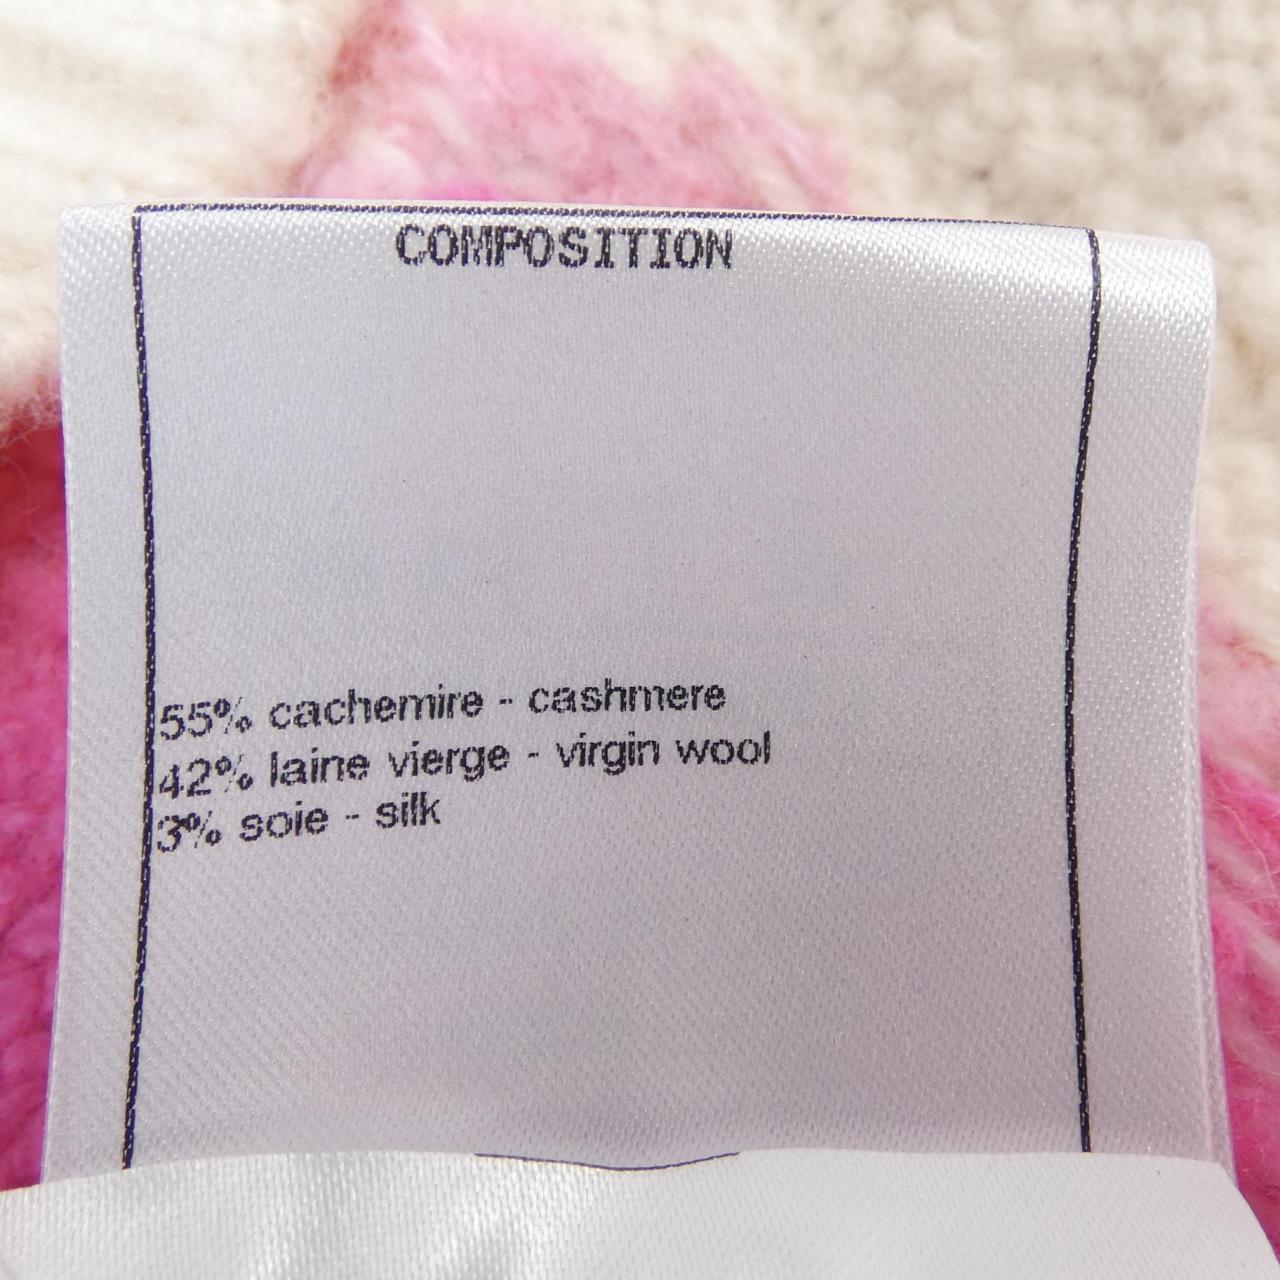 COMPOSITION
55% cachemire - cashmere
42% laine vierge - virgin wool
3% soie - silk